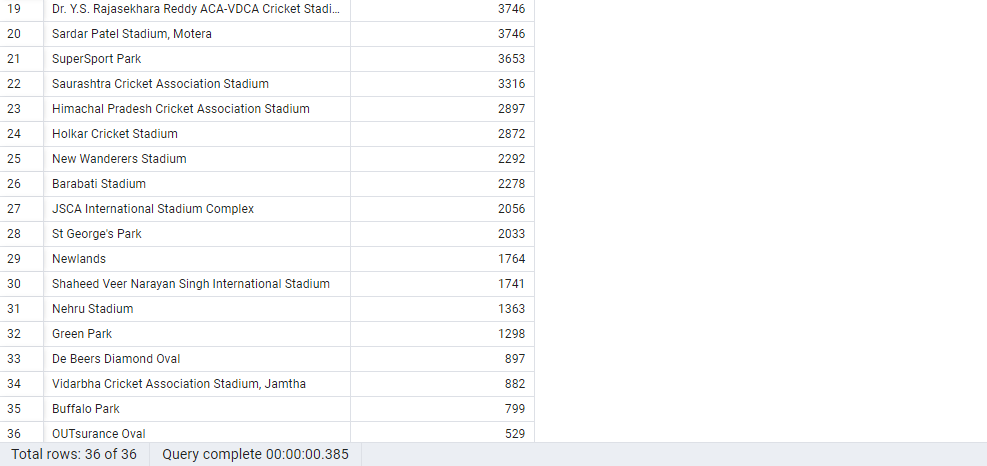 19 Dr. Y.S. Rajasekhara Reddy ACA-VDCA Cricket Stadi... 3746
20 Sardar Patel Stadium, Motera 3746
21 SuperSport Park 3653
22 Saurashtra Cricket Association Stadium 3316
23 Himachal Pradesh Cricket Association Stadium 2897
24 Holkar Cricket Stadium 2872
25 New Wanderers Stadium 2292
26 Barabati Stadium 2278
27 JSCA International Stadium Complex 2056
28 St George's Park 2033
29 Newlands 1764
30 Shaheed Veer Narayan Singh International Stadium 1741
31 Nehru Stadium 1363
32 Green Park 1298
33 De Beers Diamond Oval 897
34 Vidarbha Cricket Association Stadium, Jamtha 882
35 Buffalo Park 799
36 OUTsurance Oval 529
Total rows: 36 of 36 Query complete 00:00:00.385